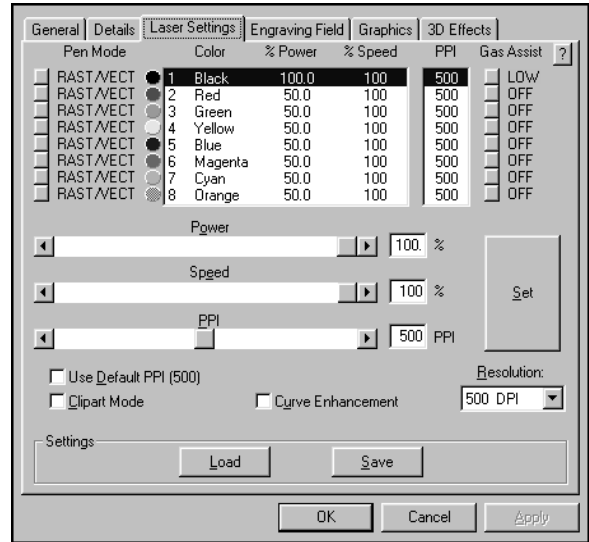 General Details Laser Settings Engraving Field Graphics 3D Effects
Pen Mode Color % Power % Speed PPI Gas Assist ?
RAST/VECT 1 Black 100.0 100 500 LOW
RAST/VECT 2 Red 50.0 100 500 OFF
RAST/VECT 3 Green 50.0 100 500 OFF
RAST/VECT 4 Yellow 50.0 100 500 OFF
RAST/VECT 5 Blue 50.0 100 500 OFF
RAST/VECT 6 Magenta 50.0 100 500 OFF
RAST/VECT 7 Cyan 50.0 100 500 OFF
RAST/VECT 8 Orange 50.0 100 500 OFF
Power
100. %
Speed
100 %
Set
PPI
500 PPI
Use Default PPI (500)
Resolution:
Clipart Mode Curve Enhancement 500 DPI
Settings
Load Save
OK Cancel Apply